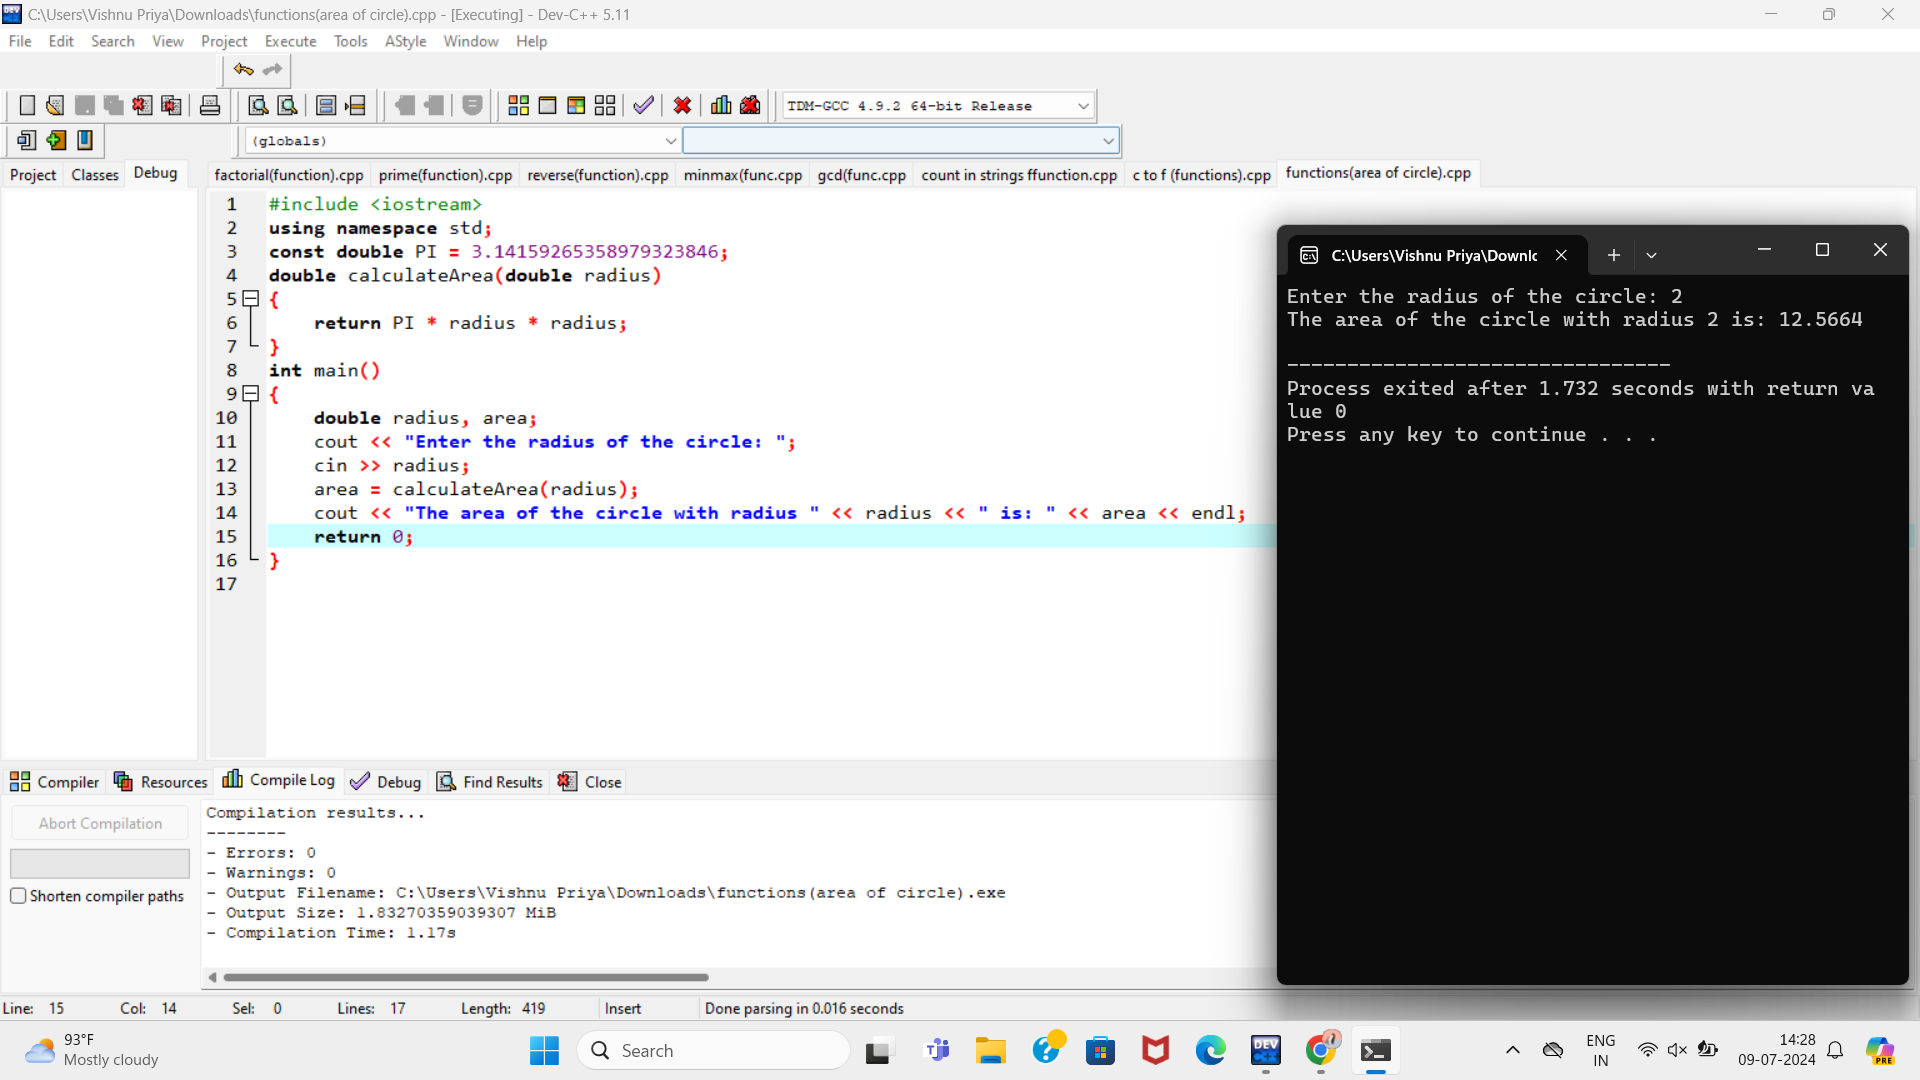 C:\Users\Vishnu Priya\Downloads\functions(area of circle).cpp - [Executing] - Dev-C++ 5.11
File Edit Search View Project Execute Tools AStyle Window Help
TDM-GCC 4.9.2 64-bit Release
(globals)
Project Classes Debug
factorial(function).cpp prime(function).cpp reverse(function).cpp minmax(func.cpp gcd(func.cpp count in strings ffunction.cpp c to f (functions).cpp functions(area of circle).cpp
1 #include <iostream>
2 using namespace std;
3 const double PI = 3.14159265358979323846;
4 double calculateArea(double radius)
5 {
6 return PI * radius * radius;
7 }
8 int main()
9 {
10 double radius, area;
11 cout << "Enter the radius of the circle: ";
12 cin >> radius;
13 area = calculateArea(radius);
14 cout << "The area of the circle with radius " << radius << " is: " << area << endl;
15 return 0;
16 }
17
C:\Users\Vishnu Priya\Downlc
Enter the radius of the circle: 2
The area of the circle with radius 2 is: 12.5664
--------------------------------
Process exited after 1.732 seconds with return va
lue 0
Press any key to continue . . .
Compiler Resources Compile Log Debug Find Results Close
Abort Compilation
Shorten compiler paths
Compilation results...
--------
- Errors: 0
- Warnings: 0
- Output Filename: C:\Users\Vishnu Priya\Downloads\functions(area of circle).exe
- Output Size: 1.83270359039307 MiB
- Compilation Time: 1.17s
Line: 15 Col: 14 Sel: 0 Lines: 17 Length: 419 Insert Done parsing in 0.016 seconds
93°F
Mostly cloudy
Search
DEV
C++
PRE
ENG
IN
14:28
09-07-2024